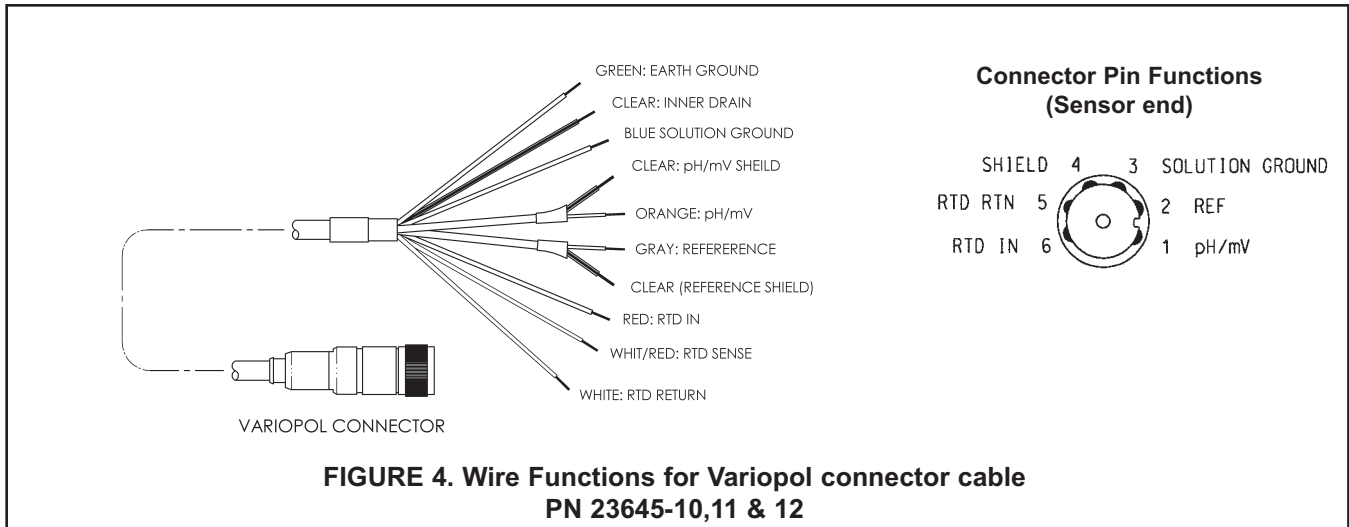 GREEN: EARTH GROUND
CLEAR: INNER DRAIN
BLUE SOLUTION GROUND
CLEAR: pH/mV SHEILD
ORANGE: pH/mV
GRAY: REFERERENCE
CLEAR (REFERENCE SHIELD)
RED: RTD IN
WHIT/RED: RTD SENSE
WHITE: RTD RETURN
VARIOPOL CONNECTOR
Connector Pin Functions
(Sensor end)
SHIELD 4 3 SOLUTION GROUND
RTD RTN 5 2 REF
RTD IN 6 1 pH/mV
FIGURE 4. Wire Functions for Variopol connector cable
PN 23645-10,11 & 12